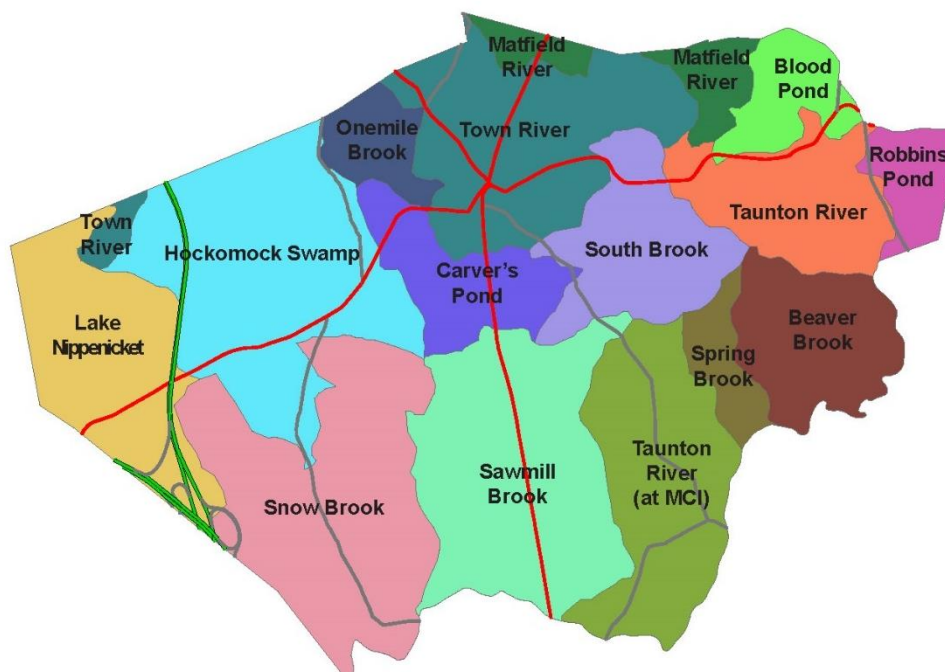 Matfield
River
Matfield
River
Blood
Pond
Onemile
Brook
Town River
Robbins
Pond
Town
River
Hockomock Swamp
Taunton River
South Brook
Carver's
Pond
Lake
Nippenicket
Beaver
Brook
Spring
Brook
Taunton
River
(at MCI)
Sawmill
Brook
Snow Brook